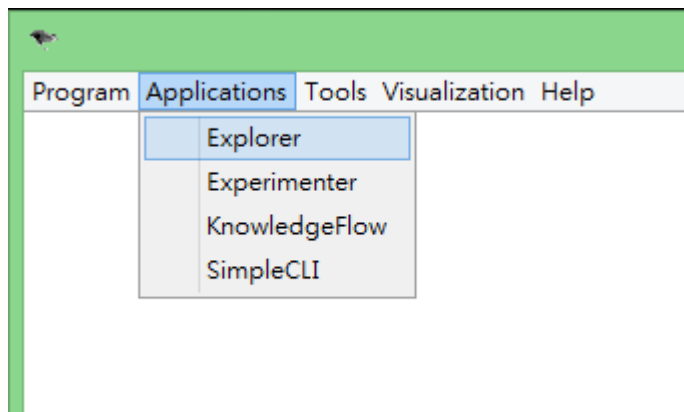 Program Applications Tools Visualization Help
Explorer
Experimenter
KnowledgeFlow
SimpleCLI